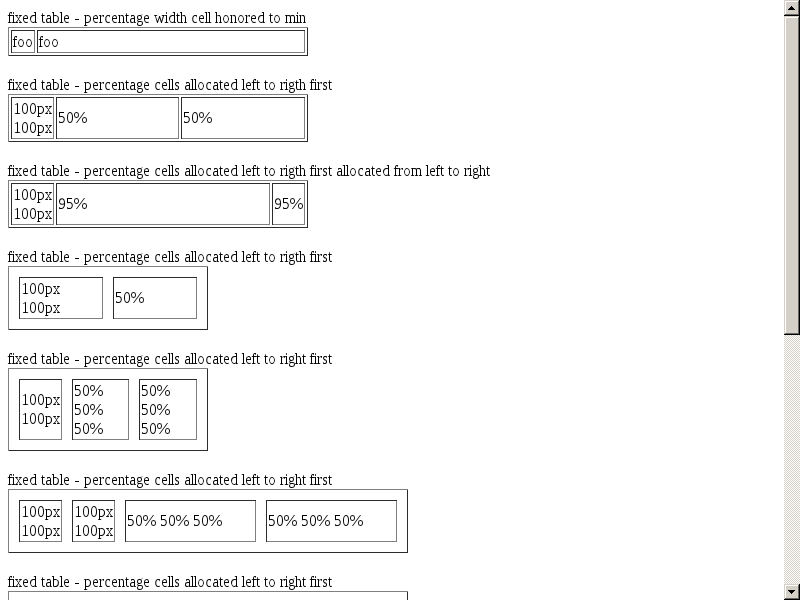 fixed table - percentage width cell honored to min
foo foo
fixed table - percentage cells allocated left to rigth first
100px
100px
50% 50%
fixed table - percentage cells allocated left to rigth first allocated from left to right
100px
100px
95% 95%
fixed table - percentage cells allocated left to rigth first
100px
100px
50%
fixed table - percentage cells allocated left to right first
100px
100px
50%
50%
50%
50%
50%
50%
fixed table - percentage cells allocated left to right first
100px
100px
100px
100px
50% 50% 50%
50% 50% 50%
fixed table - percentage cells allocated left to right first